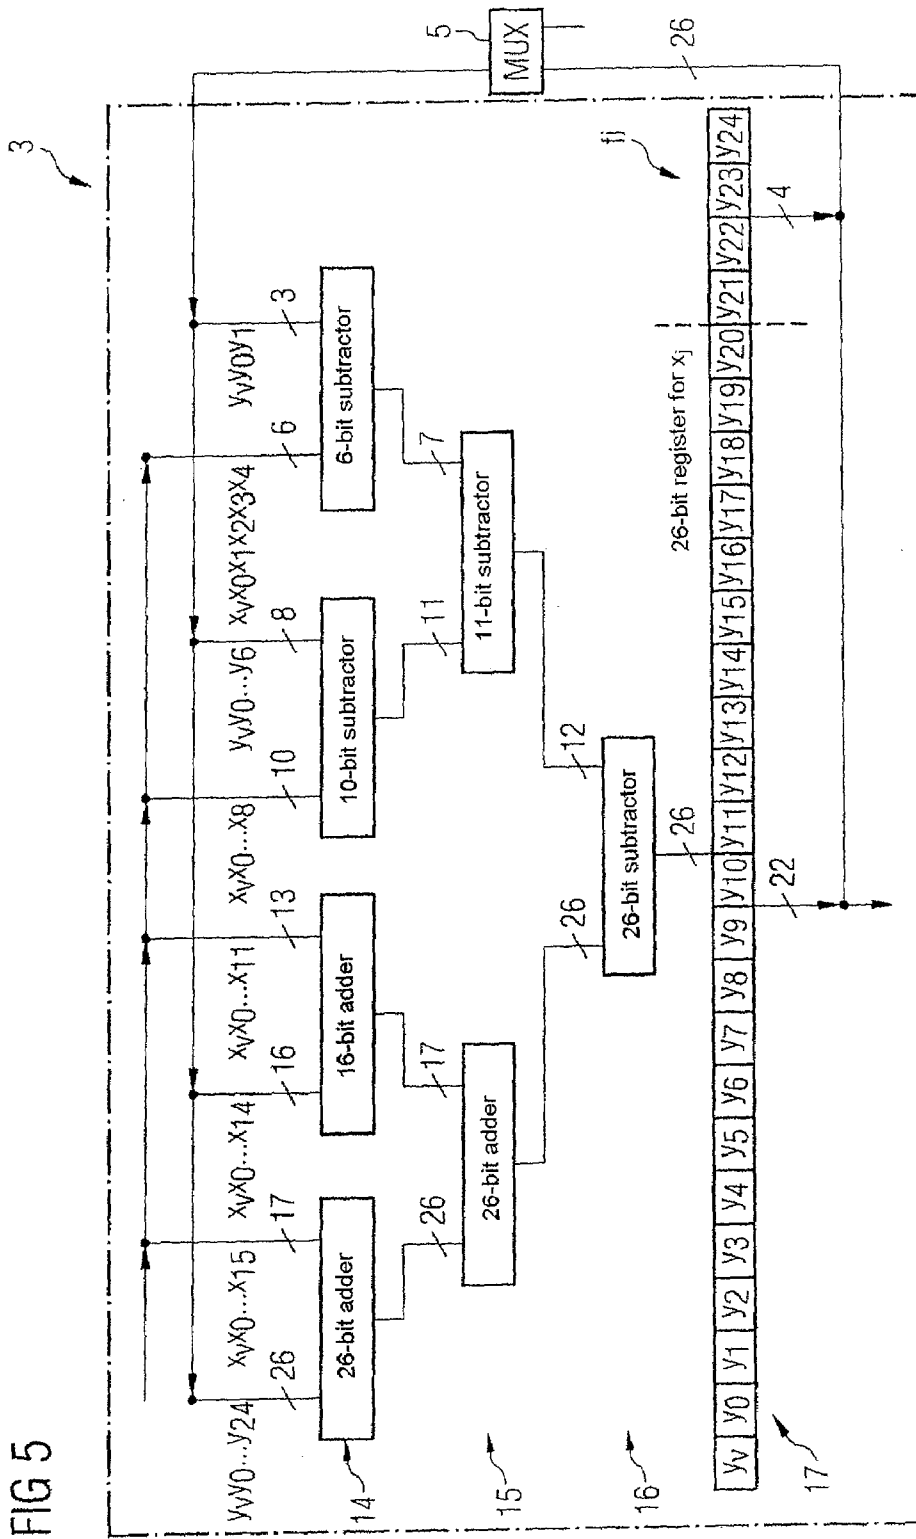 FIG 5
3
5
MUX
yvy0...y24
xvx0...x15
xvx0...x14
xvx0...x11
xvx0...x8
yvy0...y6
xvx0x1x2x3x4
yvy0y1
26
17
16
13
10
8
6
3
14
26-bit adder
16-bit adder
10-bit subtractor
6-bit subtractor
26
17
11
7
15
26-bit adder
11-bit subtractor
26
12
16
26-bit subtractor
26
26
26-bit register for xj
fj
yv y0 y1 y2 y3 y4 y5 y6 y7 y8 y9 y10 y11 y12 y13 y14 y15 y16 y17 y18 y19 y20 y21 y22 y23 y24
17
22
4